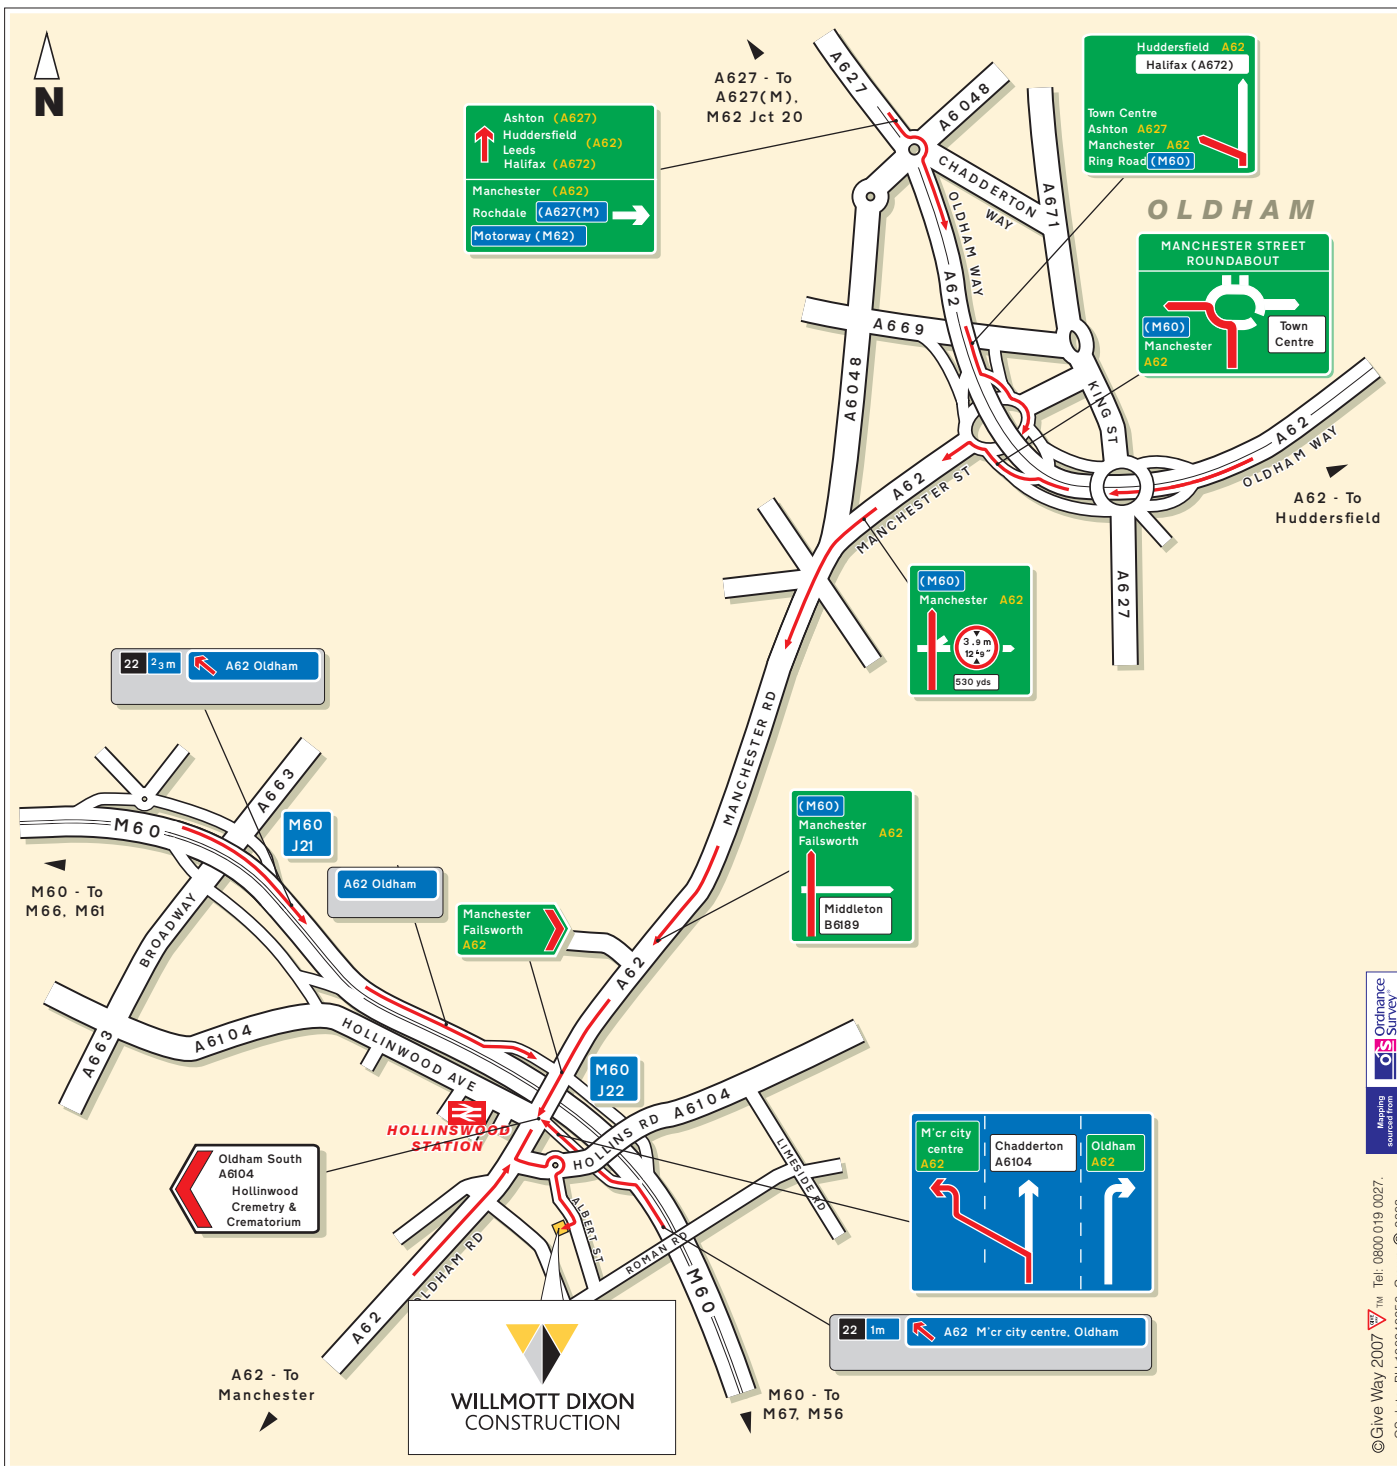 N
A627 - To
A627(M),
M62 Jct 20
A627
A6048
CHADDERTON
WAY
A671
OLDHAM WAY
A62
Huddersfield A62
Halifax (A672)
Town Centre
Ashton A627
Manchester A62
Ring Road (M60)
Ashton (A627)
Huddersfield
Leeds
(A62)
Halifax (A672)
Manchester (A62)
Rochdale (A627(M)
Motorway (M62)
OLDHAM
MANCHESTER STREET
ROUNDABOUT
(M60)
Manchester
A62
Town
Centre
A669
A6048
KING ST
A62
OLDHAM WAY
A62 - To
Huddersfield
A62
MANCHESTER ST
A627
(M60)
Manchester A62
3.9m
12'9"
530 yds
22 2 3m
A62 Oldham
MANCHESTER RD
A663
M60
M60
J21
M60 - To
M66, M61
(M60)
Manchester
Failsworth
A62
Middleton
B6189
A62 Oldham
Manchester
Failsworth
A62
BROADWAY
A62
A663
A6104
HOLLINWOOD AVE
M60
J22
HOLLINSWOOD
STATION
HOLLINS RD
A6104
LIMESIDE RD
M'cr city
centre
A62
Chadderton
A6104
Oldham
A62
Oldham South
A6104
Hollinwood
Cremetry &
Crematorium
ALBERT ST
ROMAN RD
OLDHAM RD
A62
M60
22 1m
A62 M'cr city centre, Oldham
WILLMOTT DIXON
CONSTRUCTION
A62 - To
Manchester
M60 - To
M67, M56
OS Ordnance
Survey®
Mapping
sourced from
©Give Way 2007 TM Tel: 0800 019 0027.